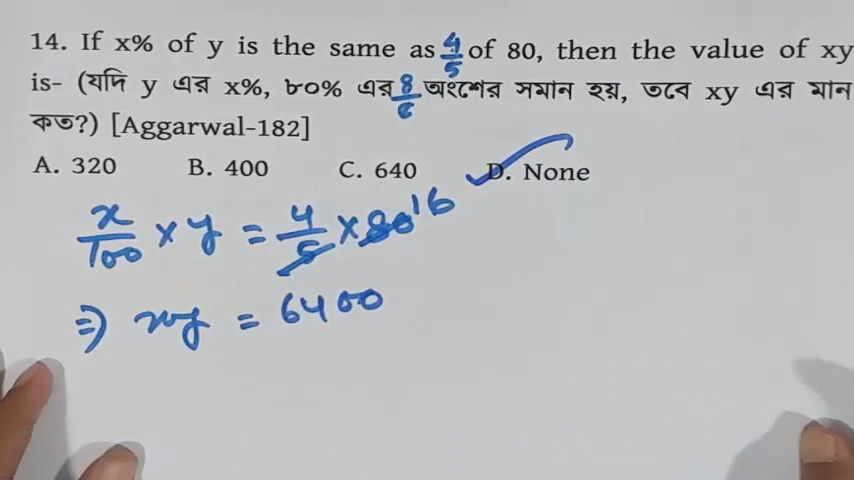 14. If x% of y is the same as 4/5 of 80, then the value of xy
is- (যদি y এর x%, ৮০% এর ৪/৫ অংশের সমান হয়, তবে xy এর মান
কত?) [Aggarwal-182]
A. 320 B. 400 C. 640 D. None
x/100 × y = 4/5 × 80 16
⇒ xy = 6400